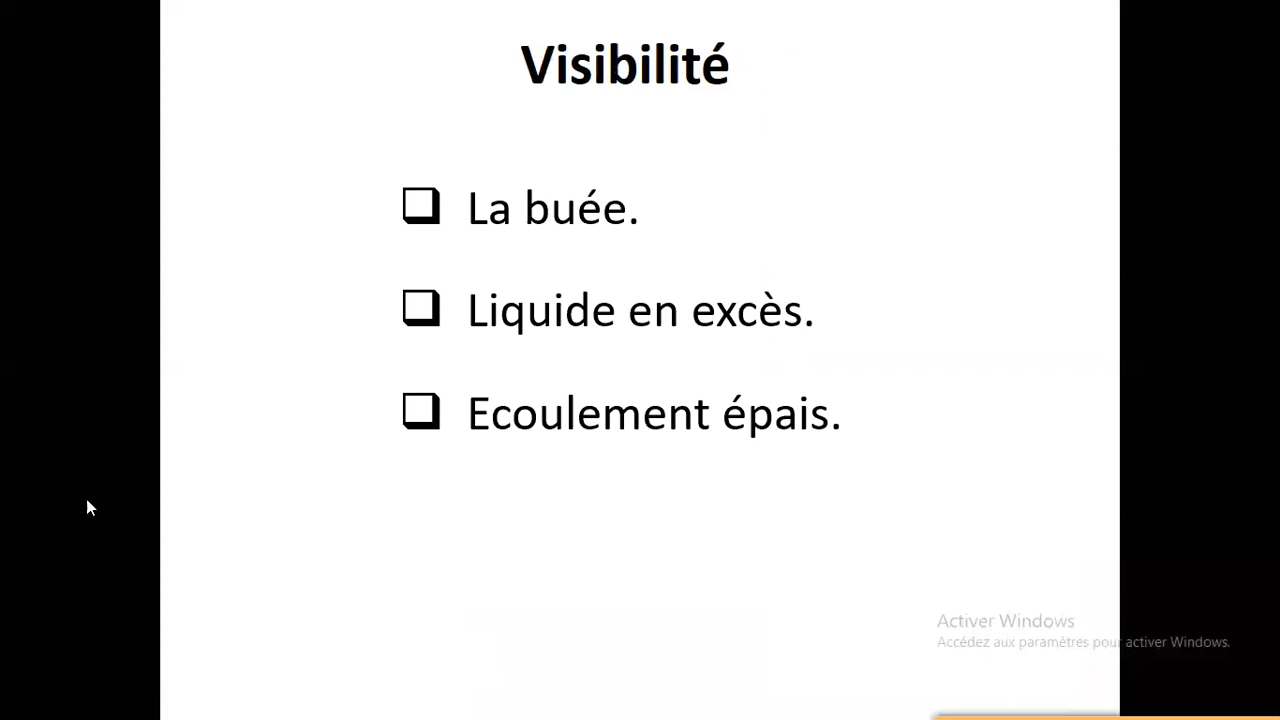 Visibilité
La buée.
Liquide en excès.
Ecoulement épais.
Activer Windows
Accédez aux paramètres pour activer Windows.